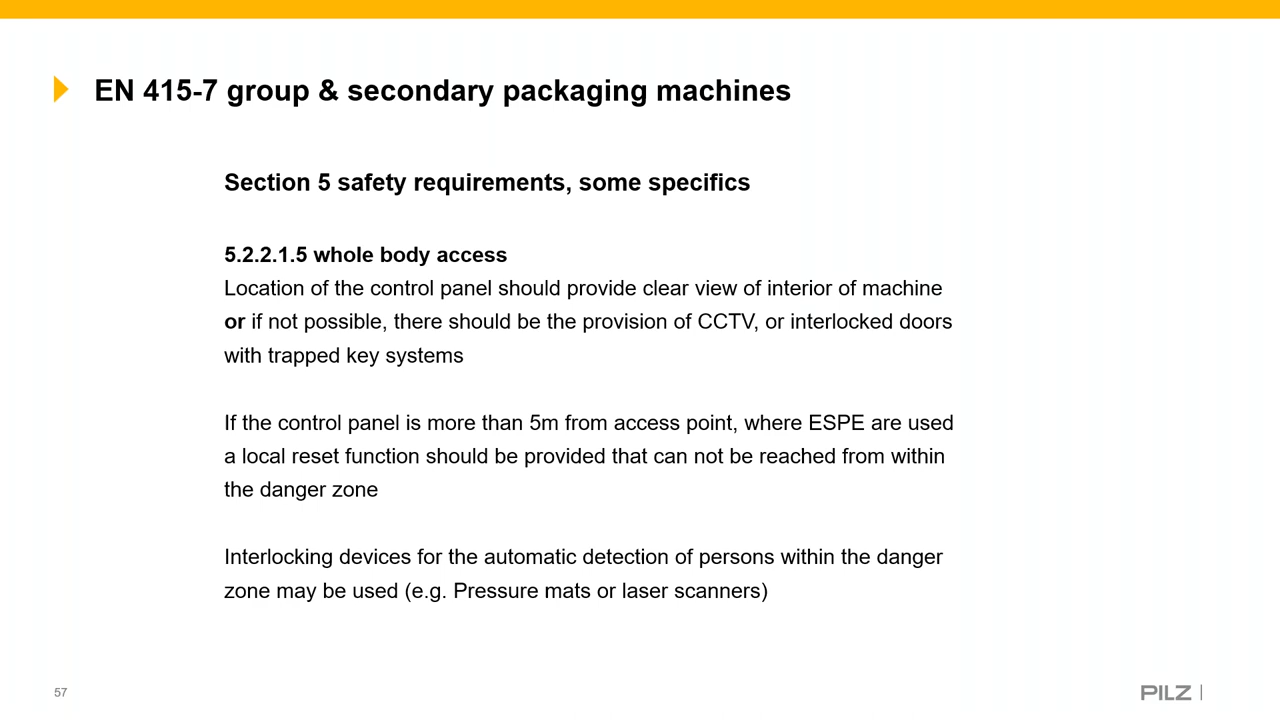 EN 415-7 group & secondary packaging machines
Section 5 safety requirements, some specifics
5.2.2.1.5 whole body access
Location of the control panel should provide clear view of interior of machine
or if not possible, there should be the provision of CCTV, or interlocked doors
with trapped key systems
If the control panel is more than 5m from access point, where ESPE are used
a local reset function should be provided that can not be reached from within
the danger zone
Interlocking devices for the automatic detection of persons within the danger
zone may be used (e.g. Pressure mats or laser scanners)
57
PILZ